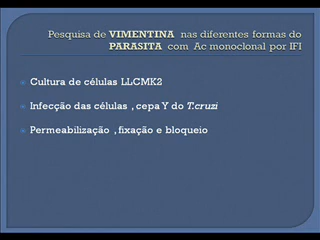 Pesquisa de VIMENTINA nas diferentes formas do
PARASITA com Ac monoclonal por IFI
Cultura de células LLCMK2
Infecção das células , cepa Y do T.cruzi
Permeabilização , fixação e bloqueio